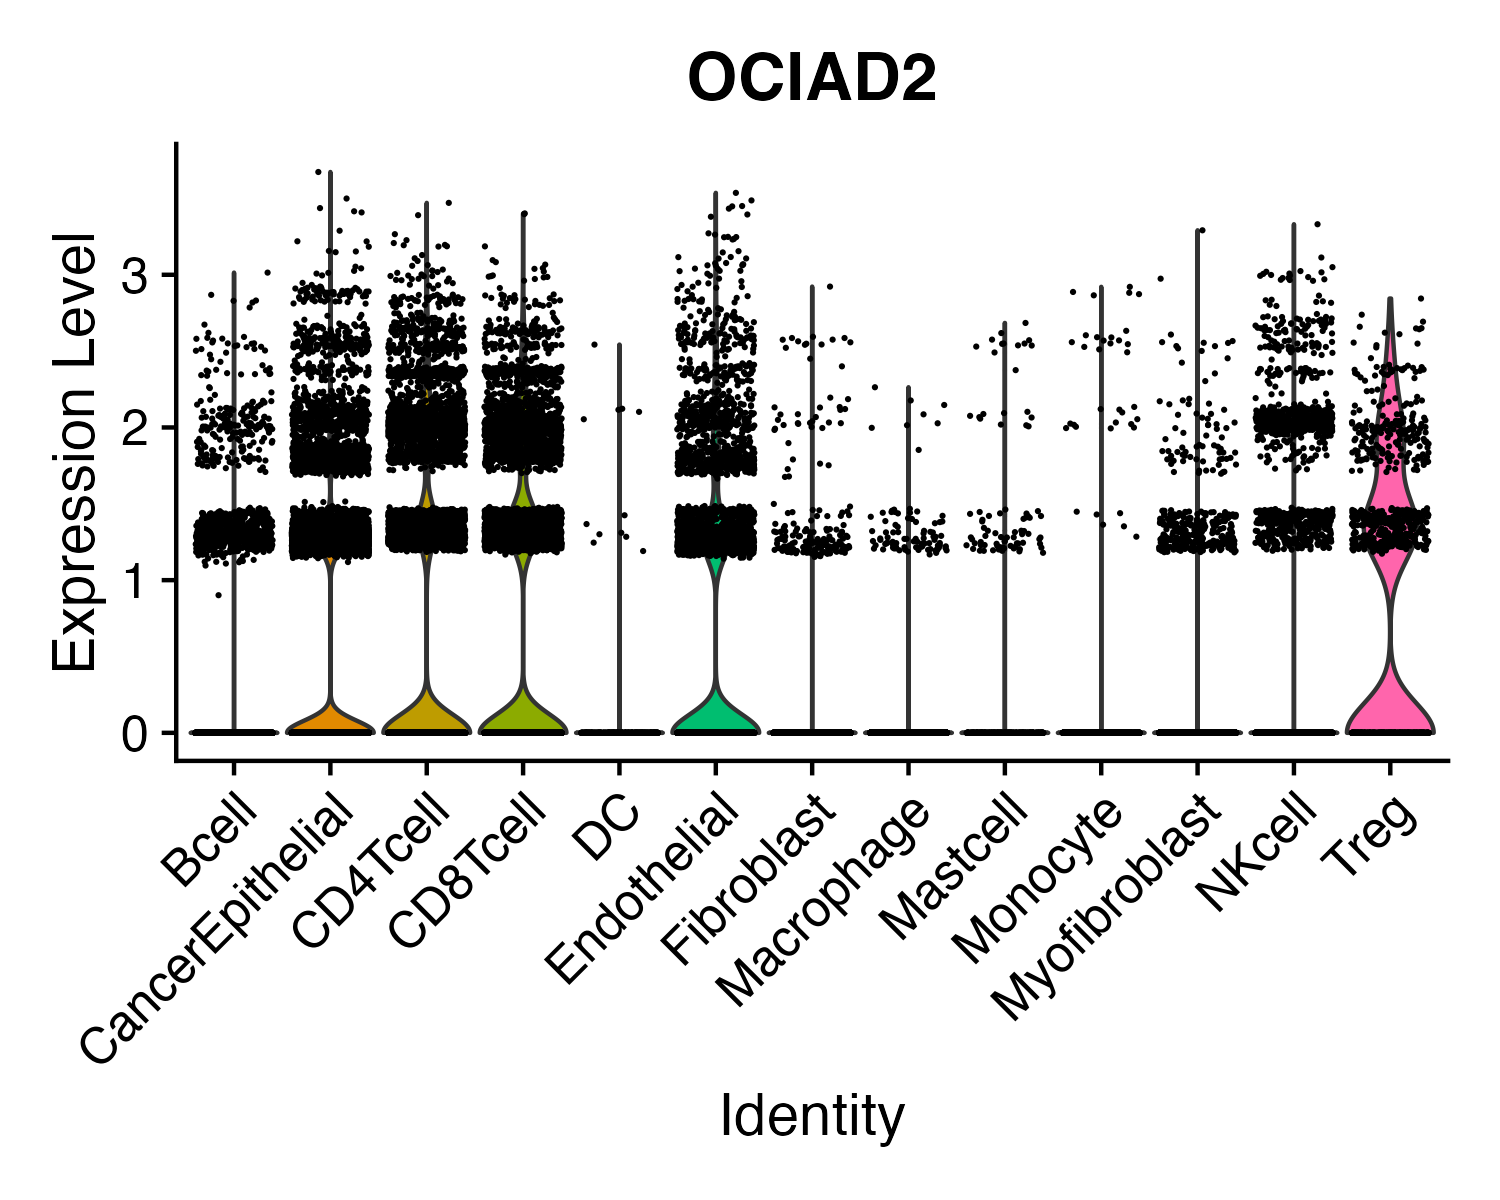 OCIAD2
Expression Level
3
2
1
0
Bcell
CancerEpithelial
CD4Tcell
CD8Tcell
DC
Endothelial
Fibroblast
Macrophage
Mastcell
Monocyte
Myofibroblast
NKcell
Treg
Identity